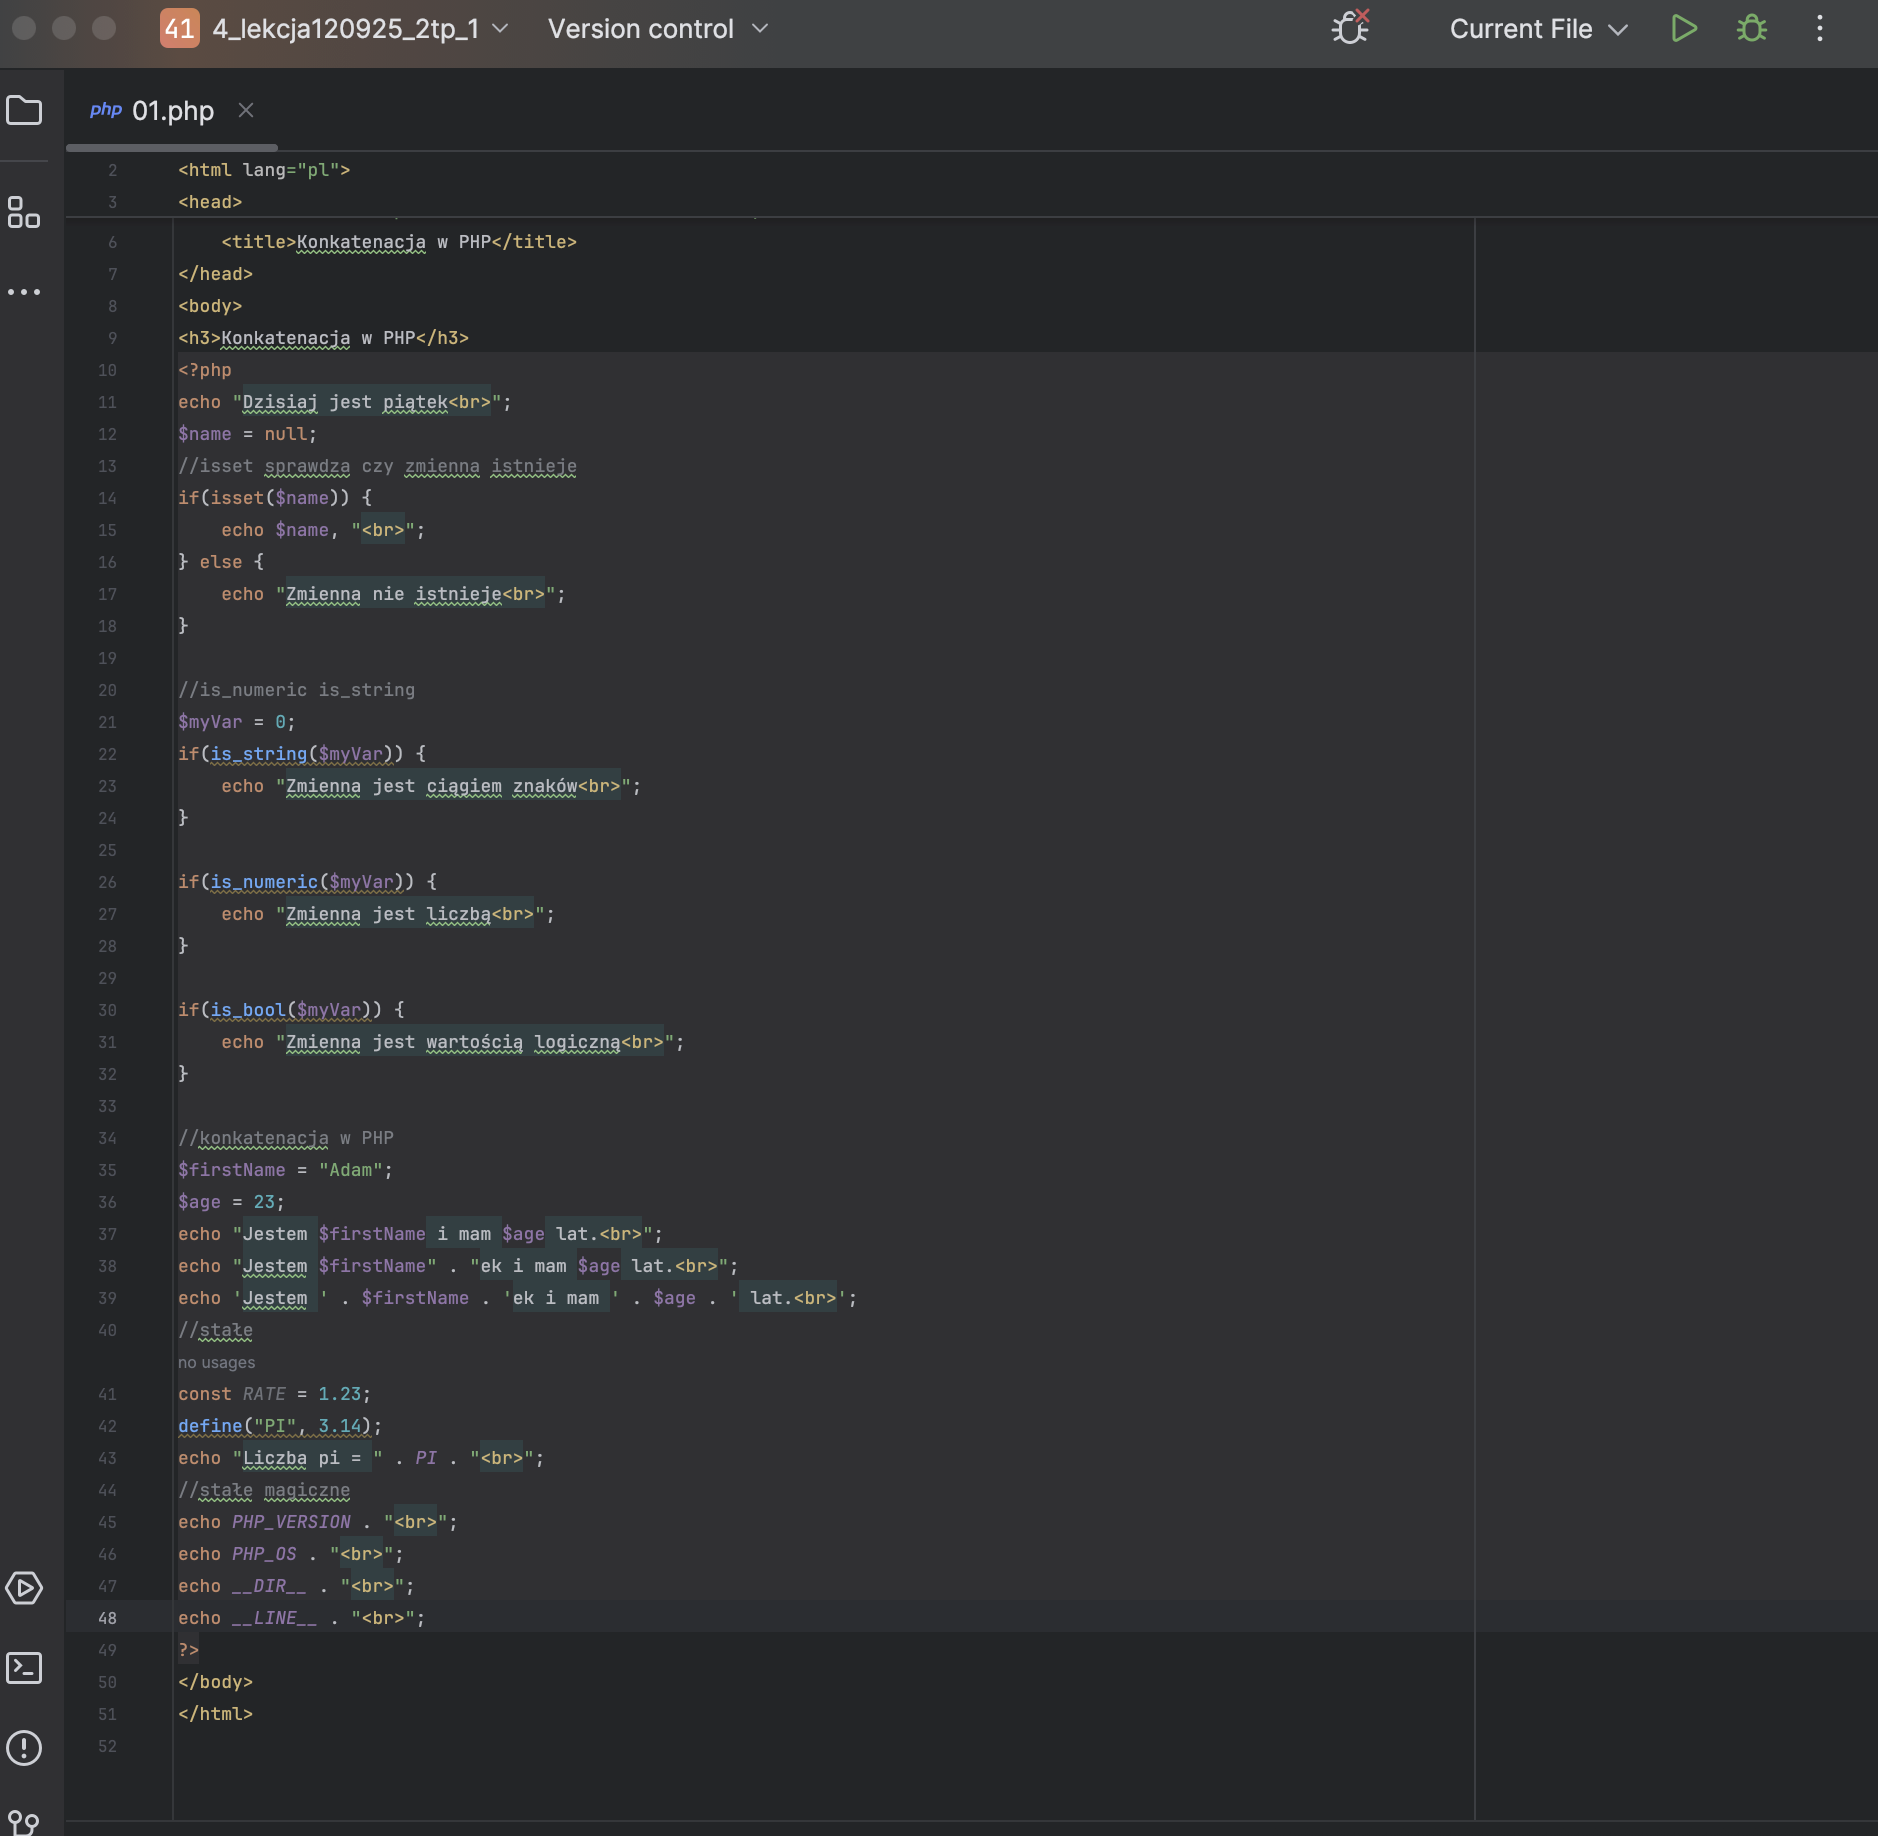 41 4_lekcja120925_2tp_1 Version control Current File
php 01.php
2 <html lang="pl">
3 <head>
6     <title>Konkatenacja w PHP</title>
7 </head>
8 <body>
9 <h3>Konkatenacja w PHP</h3>
10 <?php
11 echo "Dzisiaj jest piątek<br>";
12 $name = null;
13 //isset sprawdza czy zmienna istnieje
14 if(isset($name)) {
15     echo $name, "<br>";
16 } else {
17     echo "Zmienna nie istnieje<br>";
18 }
19
20 //is_numeric is_string
21 $myVar = 0;
22 if(is_string($myVar)) {
23     echo "Zmienna jest ciągiem znaków<br>";
24 }
25
26 if(is_numeric($myVar)) {
27     echo "Zmienna jest liczbą<br>";
28 }
29
30 if(is_bool($myVar)) {
31     echo "Zmienna jest wartością logiczną<br>";
32 }
33
34 //konkatenacja w PHP
35 $firstName = "Adam";
36 $age = 23;
37 echo "Jestem $firstName i mam $age lat.<br>";
38 echo "Jestem $firstName" . "ek i mam $age lat.<br>";
39 echo 'Jestem ' . $firstName . 'ek i mam ' . $age . ' lat.<br>';
40 //stałe
no usages
41 const RATE = 1.23;
42 define("PI", 3.14);
43 echo "Liczba pi = " . PI . "<br>";
44 //stałe magiczne
45 echo PHP_VERSION . "<br>";
46 echo PHP_OS . "<br>";
47 echo __DIR__ . "<br>";
48 echo __LINE__ . "<br>";
49 ?>
50 </body>
51 </html>
52